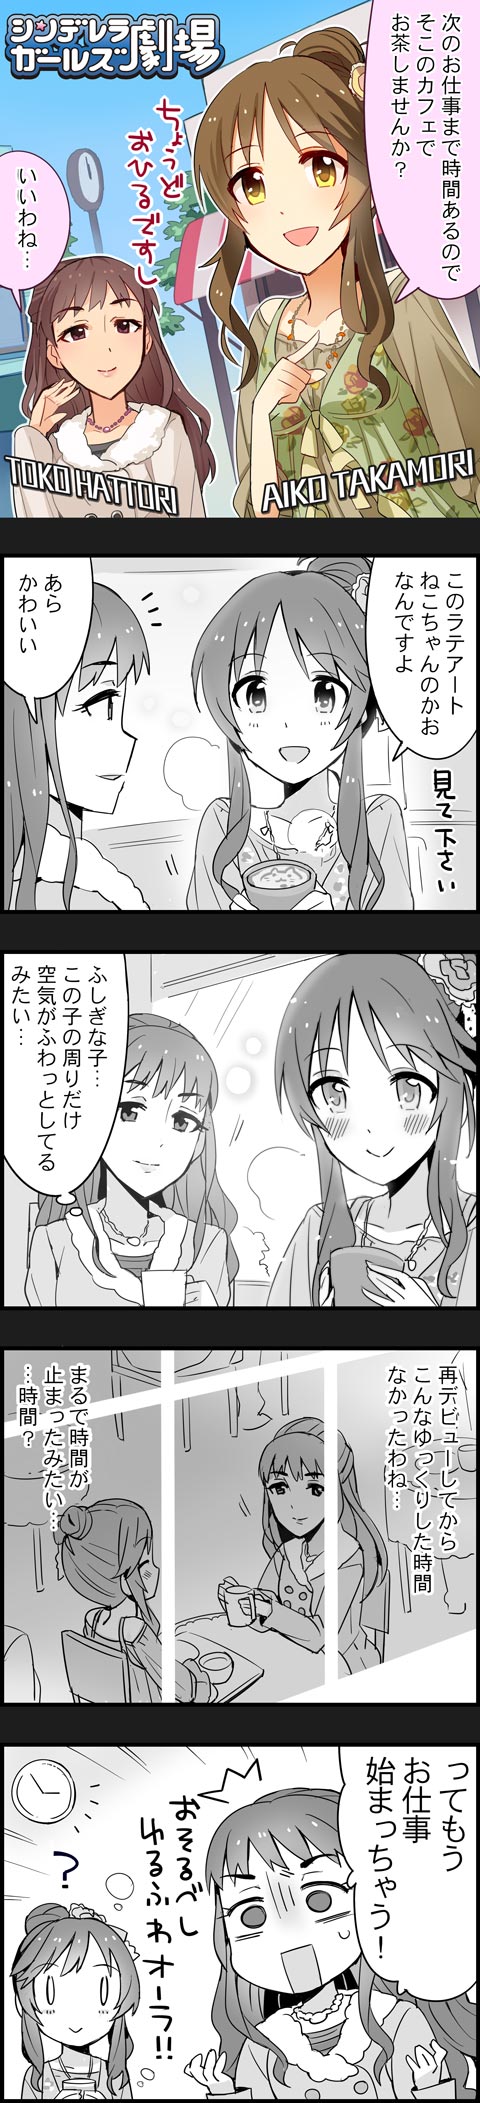 シンデレラ
ガールズ劇場
次のお仕事まで時間あるので
そこのカフェで
お茶しませんか?
ちょうど
おひるですし
いいわね…
TOKO HATTORI
AIKO TAKAMORI
このラテアート
ねこちゃんのかお
なんですよ
見て下さい
あら
かわいい
ふしぎな子…
この子の周りだけ
空気がふわっとしてる
みたい…
再デビューしてから
こんなゆっくりした時間
なかったわね…
まるで時間が
止まったみたい…
…時間?
ってもう
お仕事
始まっちゃう!
おそるべし
ゆるふわオーラ!!
?